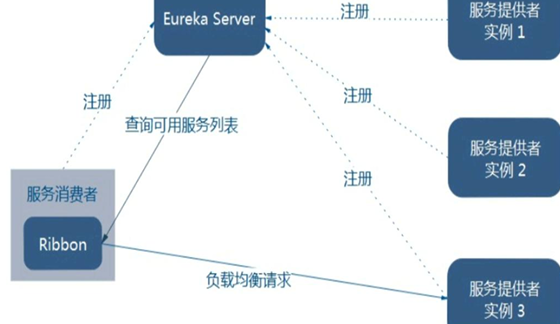 注册
服务提供者
实例 1
Eureka Server
注册
注册
查询可用服务列表
服务提供者
实例 2
注册
服务消费者
Ribbon
负载均衡请求
服务提供者
实例 3